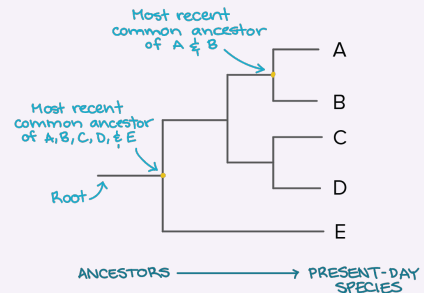 Most recent
common ancestor
of A & B
A
B
Most recent
common ancestor
of A,B,C,D,& E
C
D
Root
E
ANCESTORS
PRESENT-DAY
SPECIES